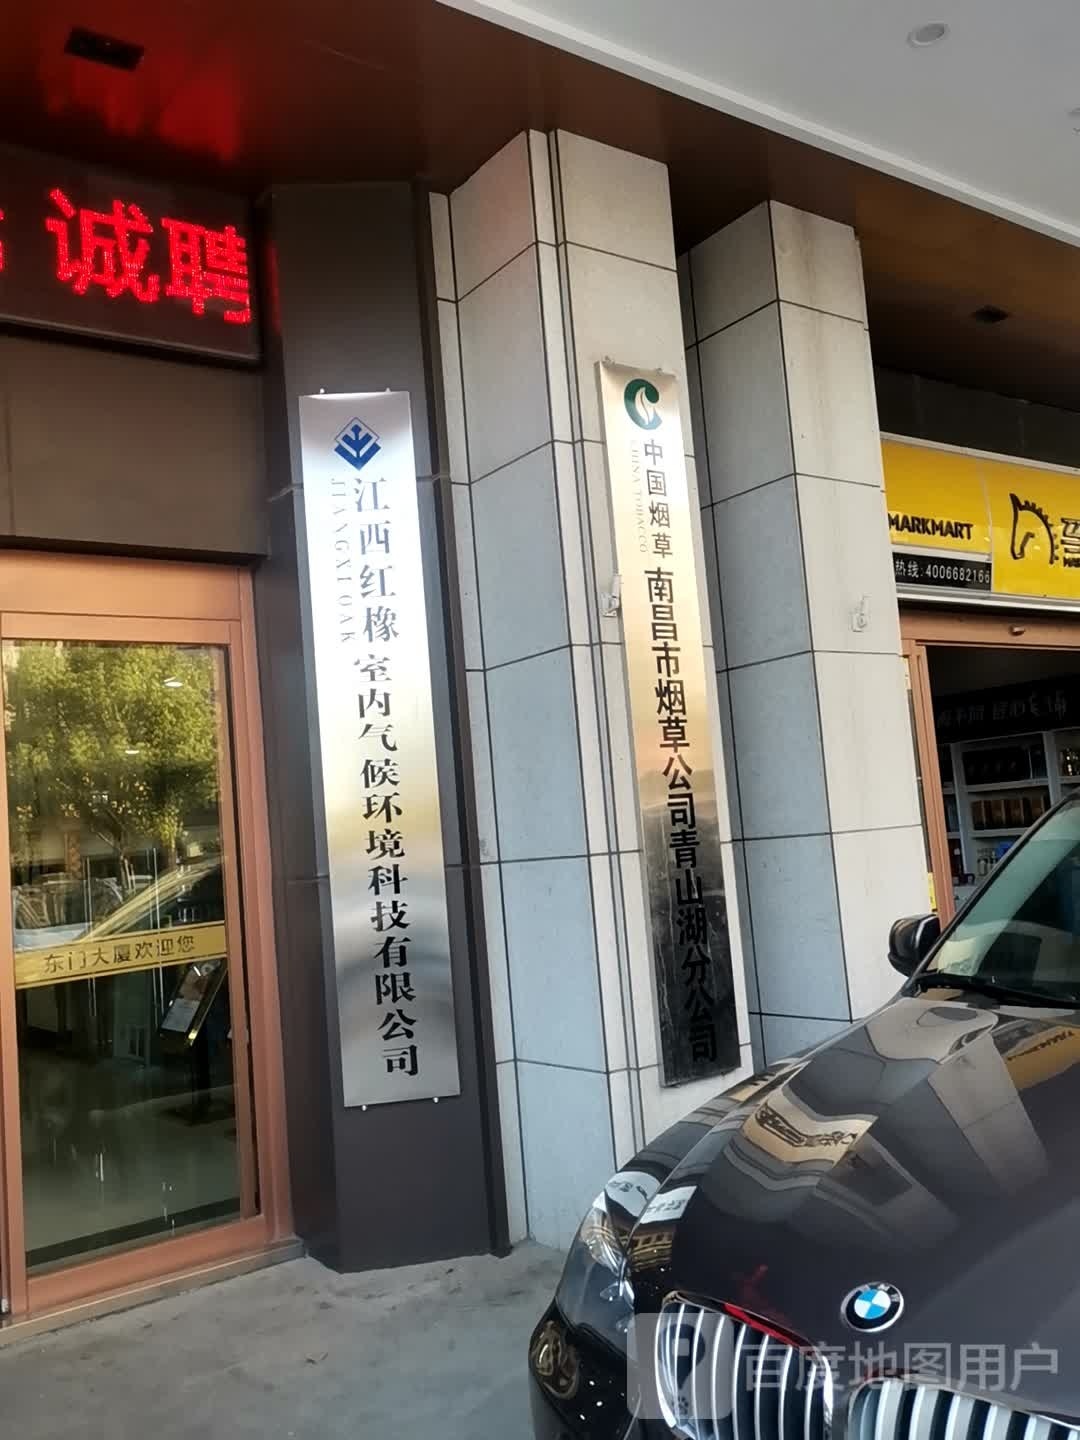 诚聘
江西红橡
JIANGXI OAK
室内气候环境科技有限公司
中国烟草
CHINA TOBACCO
南昌市烟草公司青山湖分公司
MARKMART
热线:4006682166
东门大厦欢迎您
百度地图用户